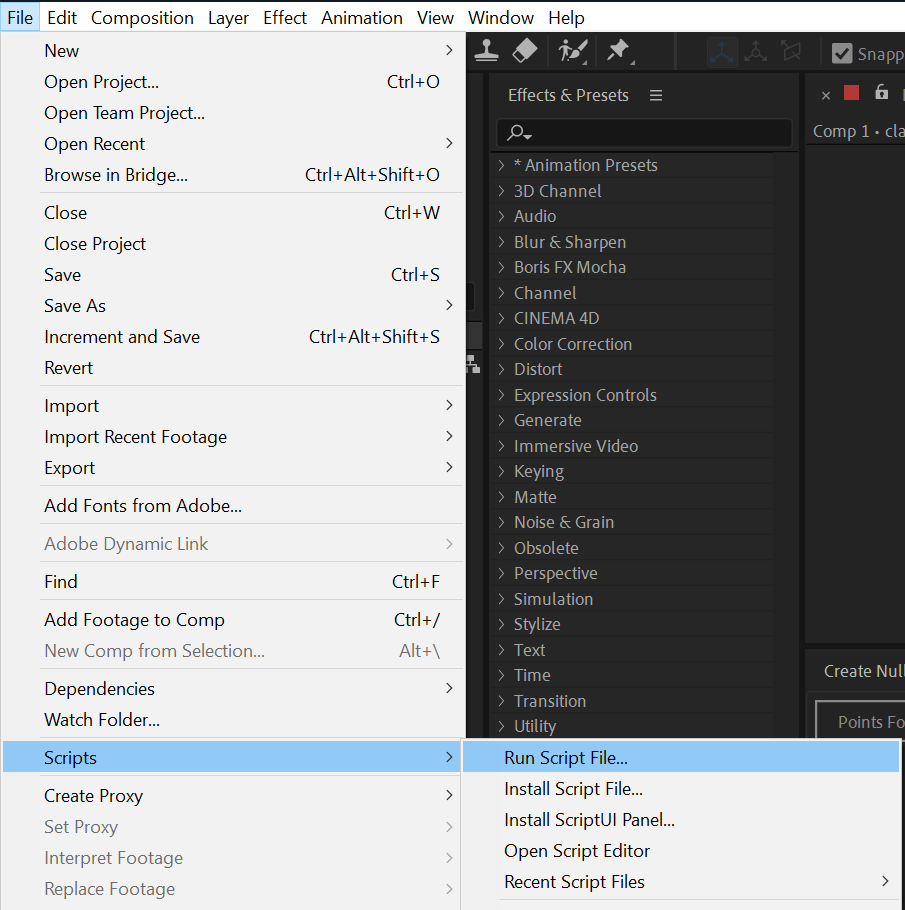 File Edit Composition Layer Effect Animation View Window Help
New
Open Project... Ctrl+O
Open Team Project...
Open Recent
Browse in Bridge... Ctrl+Alt+Shift+O
Close Ctrl+W
Close Project
Save Ctrl+S
Save As
Increment and Save Ctrl+Alt+Shift+S
Revert
Import
Import Recent Footage
Export
Add Fonts from Adobe...
Adobe Dynamic Link
Find Ctrl+F
Add Footage to Comp Ctrl+/
New Comp from Selection... Alt+\
Dependencies
Watch Folder...
Scripts
Create Proxy
Set Proxy
Interpret Footage
Replace Footage
Run Script File...
Install Script File...
Install ScriptUI Panel...
Open Script Editor
Recent Script Files
Effects & Presets
* Animation Presets
3D Channel
Audio
Blur & Sharpen
Boris FX Mocha
Channel
CINEMA 4D
Color Correction
Distort
Expression Controls
Generate
Immersive Video
Keying
Matte
Noise & Grain
Obsolete
Perspective
Simulation
Stylize
Text
Time
Transition
Utility
Snapp
Comp 1 • cla
Create Null
Points Fo